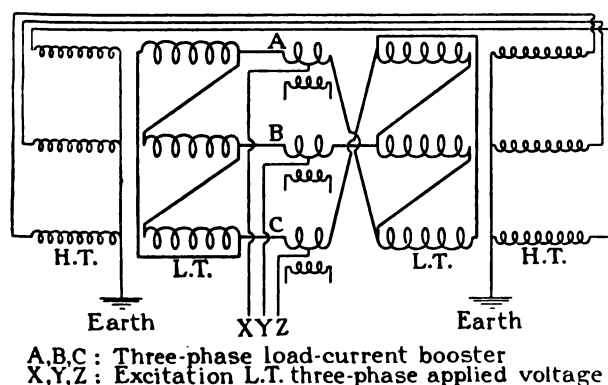 A
B
C
H.T.
L.T.
L.T.
H.T.
Earth
XYZ
Earth
A,B,C : Three-phase load-current booster
X,Y,Z : Excitation L.T. three-phase applied voltage